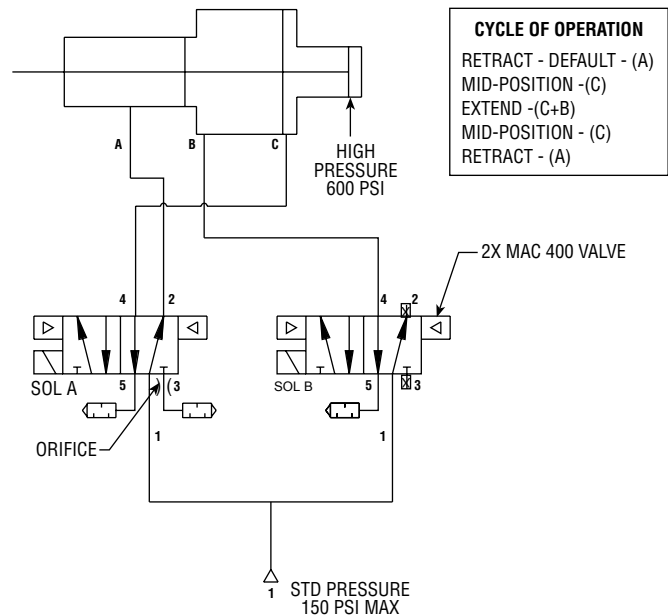 CYCLE OF OPERATION
RETRACT - DEFAULT - (A)
MID-POSITION -(C)
EXTEND -(C+B)
MID-POSITION - (C)
RETRACT - (A)
A
B
C
HIGH
PRESSURE
600 PSI
2X MAC 400 VALVE
4
2
4
2
SOL A
5
3
SOL B
5
3
ORIFICE
1
1
1
STD PRESSURE
150 PSI MAX